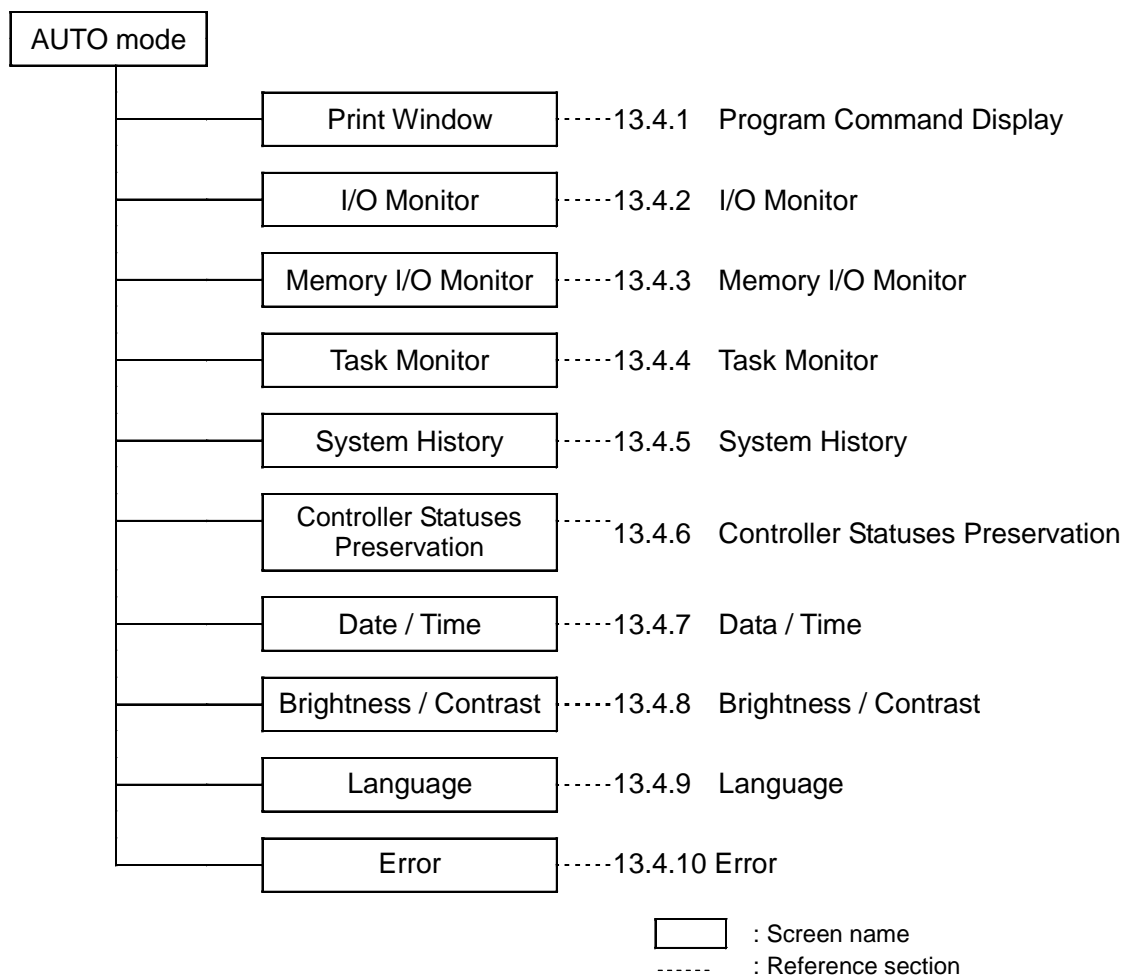 AUTO mode
Print Window 13.4.1 Program Command Display
I/O Monitor 13.4.2 I/O Monitor
Memory I/O Monitor 13.4.3 Memory I/O Monitor
Task Monitor 13.4.4 Task Monitor
System History 13.4.5 System History
Controller Statuses
Preservation 13.4.6 Controller Statuses Preservation
Date / Time 13.4.7 Data / Time
Brightness / Contrast 13.4.8 Brightness / Contrast
Language 13.4.9 Language
Error 13.4.10 Error
: Screen name
: Reference section